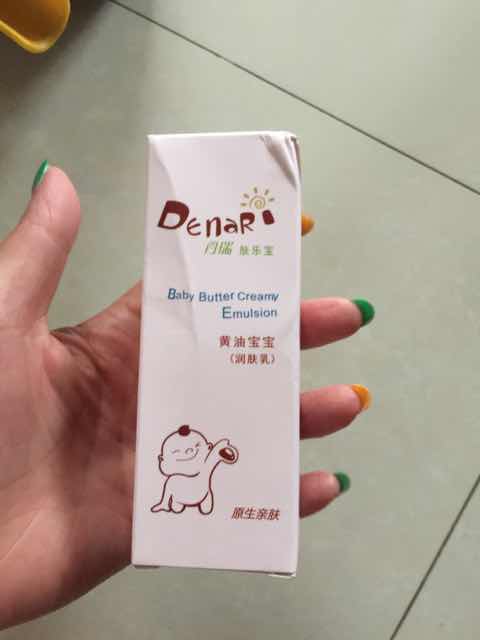 DenaRi
丹瑞 肤乐宝
Baby Butter Creamy
Emulsion
黄油宝宝
(润肤乳)
原生亲肤